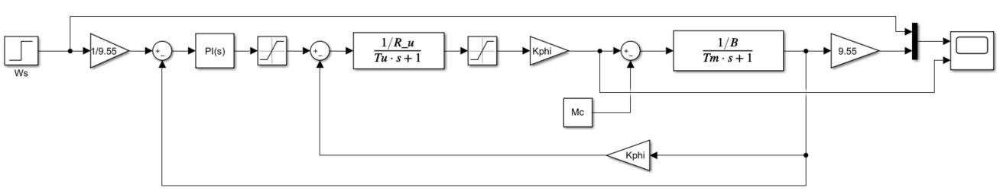 Ws
1/9.55
+
−
PI(s)
+
−
1/R_u
Tu · s + 1
Kphi
+
−
1/B
Tm · s + 1
9.55
Mc
Kphi